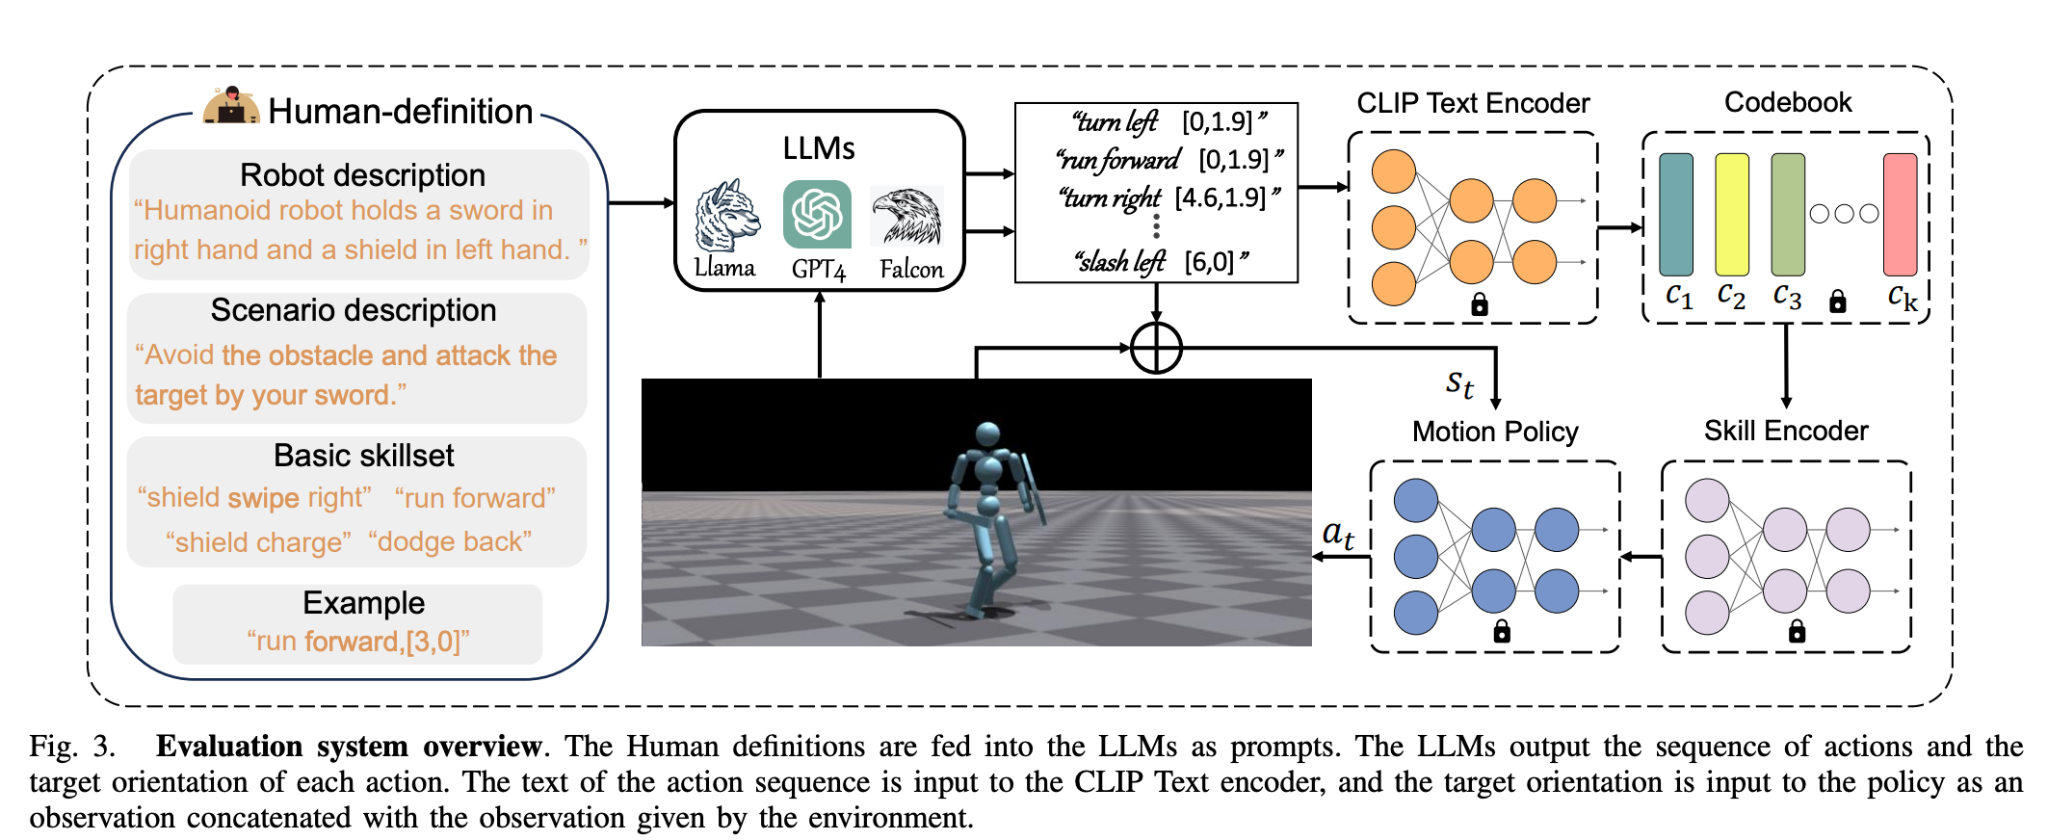 Human-definition
Robot description
“Humanoid robot holds a sword in
right hand and a shield in left hand. ”
Scenario description
“Avoid the obstacle and attack the
target by your sword.”
Basic skillset
“shield swipe right” “run forward”
“shield charge” “dodge back”
Example
“run forward,[3,0]”
LLMs
Llama GPT4 Falcon
“turn left [0,1.9]”
“run forward [0,1.9]”
“turn right [4.6,1.9]”
“slash left [6,0]”
CLIP Text Encoder
Codebook
c1 c2 c3 ck
st
Motion Policy
Skill Encoder
at
Fig. 3. Evaluation system overview. The Human definitions are fed into the LLMs as prompts. The LLMs output the sequence of actions and the
target orientation of each action. The text of the action sequence is input to the CLIP Text encoder, and the target orientation is input to the policy as an
observation concatenated with the observation given by the environment.